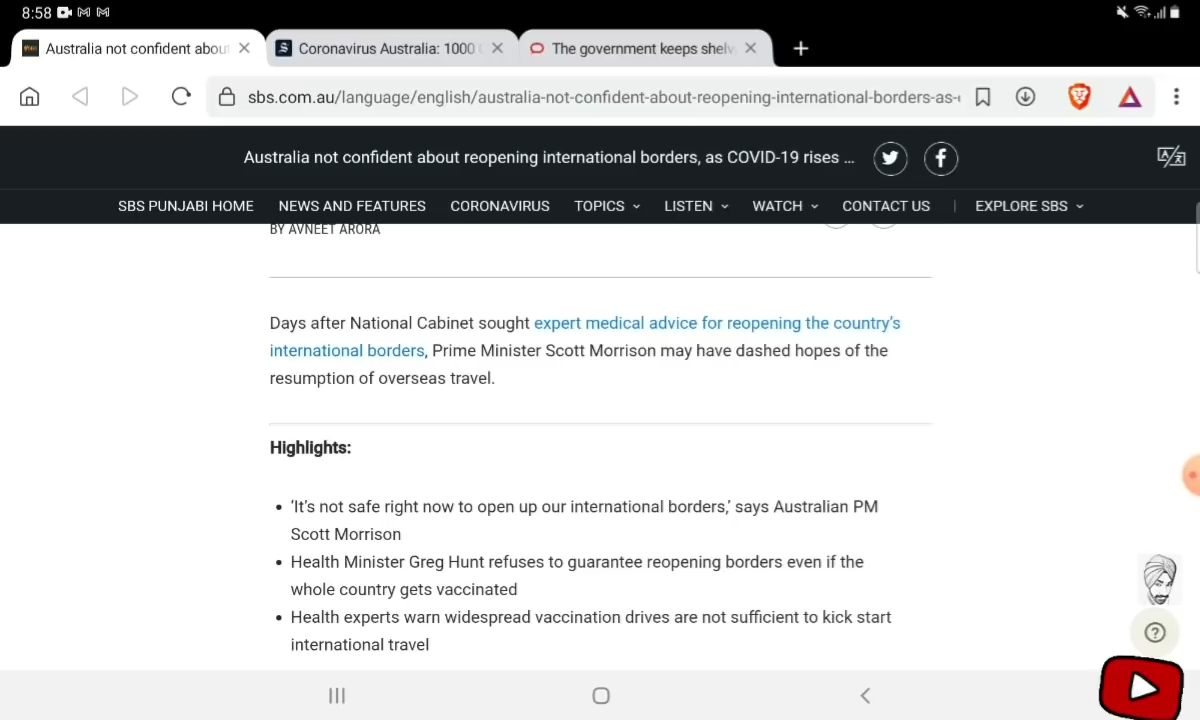 8:58
Australia not confident about
Coronavirus Australia: 1000
The government keeps shelv
sbs.com.au/language/english/australia-not-confident-about-reopening-international-borders-as-
Australia not confident about reopening international borders, as COVID-19 rises ...
SBS PUNJABI HOME NEWS AND FEATURES CORONAVIRUS TOPICS LISTEN WATCH CONTACT US | EXPLORE SBS
BY AVNEET ARORA
Days after National Cabinet sought expert medical advice for reopening the country's
international borders, Prime Minister Scott Morrison may have dashed hopes of the
resumption of overseas travel.
Highlights:
• 'It's not safe right now to open up our international borders,' says Australian PM
Scott Morrison
• Health Minister Greg Hunt refuses to guarantee reopening borders even if the
whole country gets vaccinated
• Health experts warn widespread vaccination drives are not sufficient to kick start
international travel